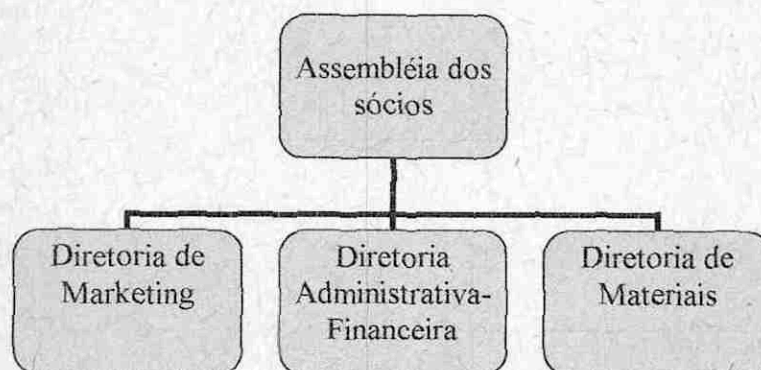 Assembléia dos
sócios
Diretoria de
Marketing
Diretoria
Administrativa-
Financeira
Diretoria de
Materiais